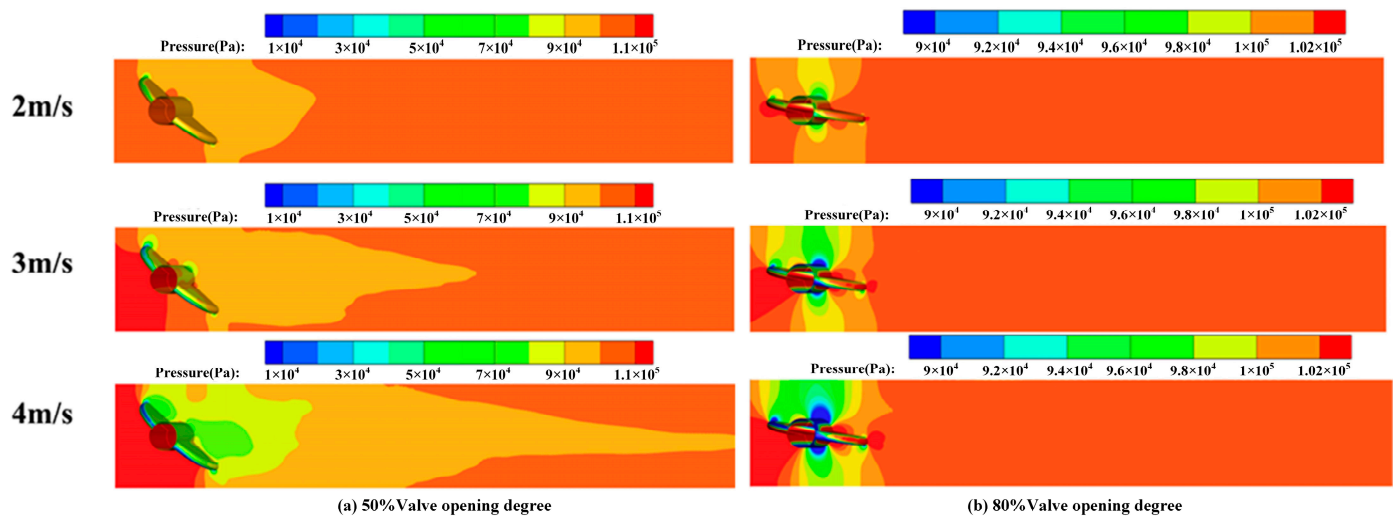 Pressure(Pa): 1×10⁴ 3×10⁴ 5×10⁴ 7×10⁴ 9×10⁴ 1.1×10⁵
Pressure(Pa): 9×10⁴ 9.2×10⁴ 9.4×10⁴ 9.6×10⁴ 9.8×10⁴ 1×10⁵ 1.02×10⁵
2m/s
Pressure(Pa): 1×10⁴ 3×10⁴ 5×10⁴ 7×10⁴ 9×10⁴ 1.1×10⁵
Pressure(Pa): 9×10⁴ 9.2×10⁴ 9.4×10⁴ 9.6×10⁴ 9.8×10⁴ 1×10⁵ 1.02×10⁵
3m/s
Pressure(Pa): 1×10⁴ 3×10⁴ 5×10⁴ 7×10⁴ 9×10⁴ 1.1×10⁵
Pressure(Pa): 9×10⁴ 9.2×10⁴ 9.4×10⁴ 9.6×10⁴ 9.8×10⁴ 1×10⁵ 1.02×10⁵
4m/s
(a) 50%Valve opening degree
(b) 80%Valve opening degree